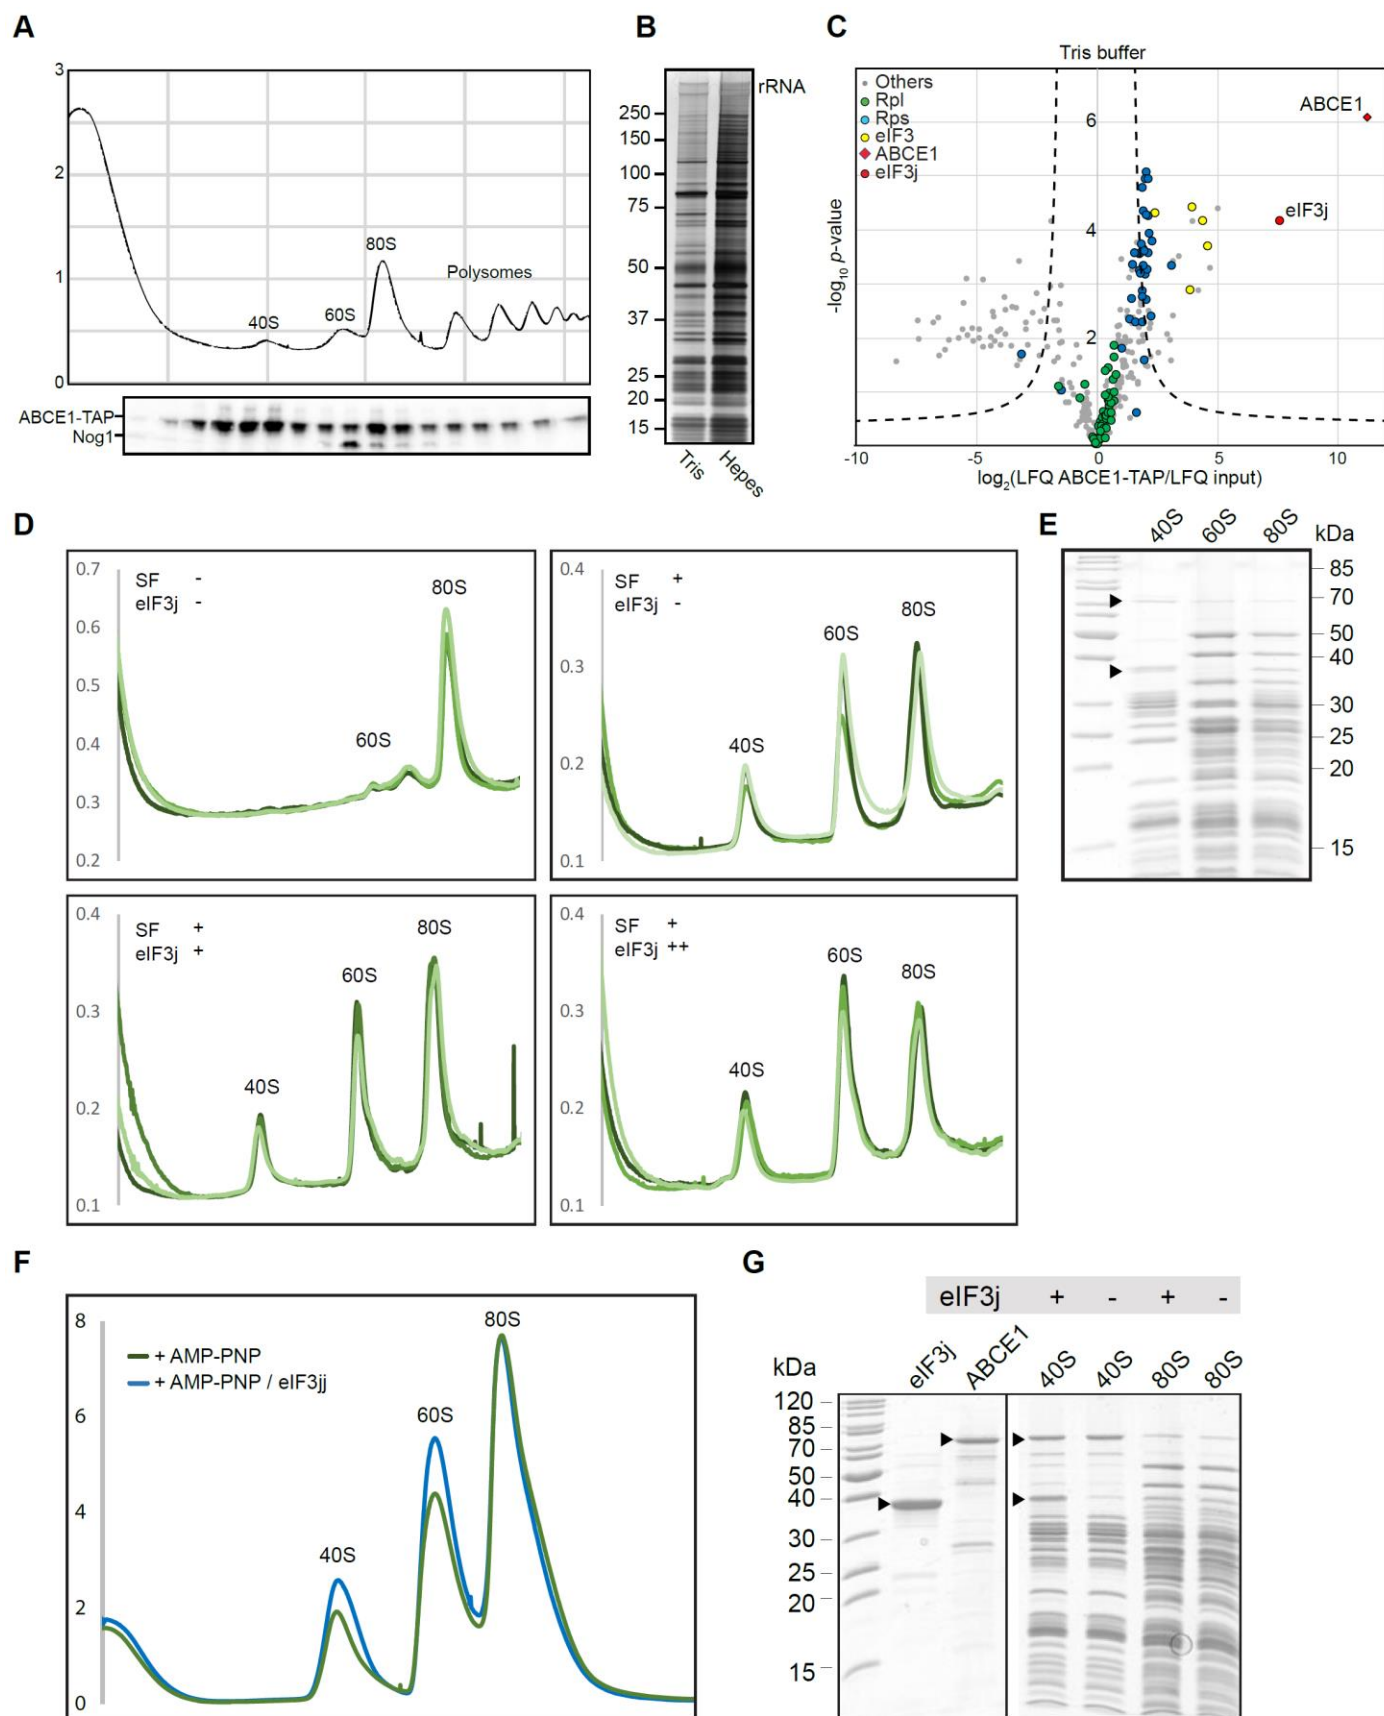 A
3
2
1
0
40S
60S
80S
Polysomes
ABCE1-TAP
Nog1
B
rRNA
250
150
100
75
50
37
25
20
15
Tris
Hepes
C
Tris buffer
Others
Rpl
Rps
eIF3
ABCE1
eIF3j
ABCE1
eIF3j
6
4
2
-log10 p-value
-10
-5
0
5
10
log2(LFQ ABCE1-TAP/LFQ input)
D
0.7
0.6
0.5
0.4
0.3
0.2
SF -
eIF3j -
60S
80S
0.4
0.3
0.2
0.1
SF +
eIF3j -
40S
60S
80S
E
40S
60S
80S
kDa
85
70
50
40
30
25
20
15
0.4
0.3
0.2
0.1
SF +
eIF3j +
40S
60S
80S
0.4
0.3
0.2
0.1
SF +
eIF3j ++
40S
60S
80S
F
8
6
4
2
0
+ AMP-PNP
+ AMP-PNP / eIF3jj
40S
60S
80S
G
eIF3j + - + -
kDa
eIF3j
ABCE1
40S
40S
80S
80S
120
85
70
50
40
30
25
20
15